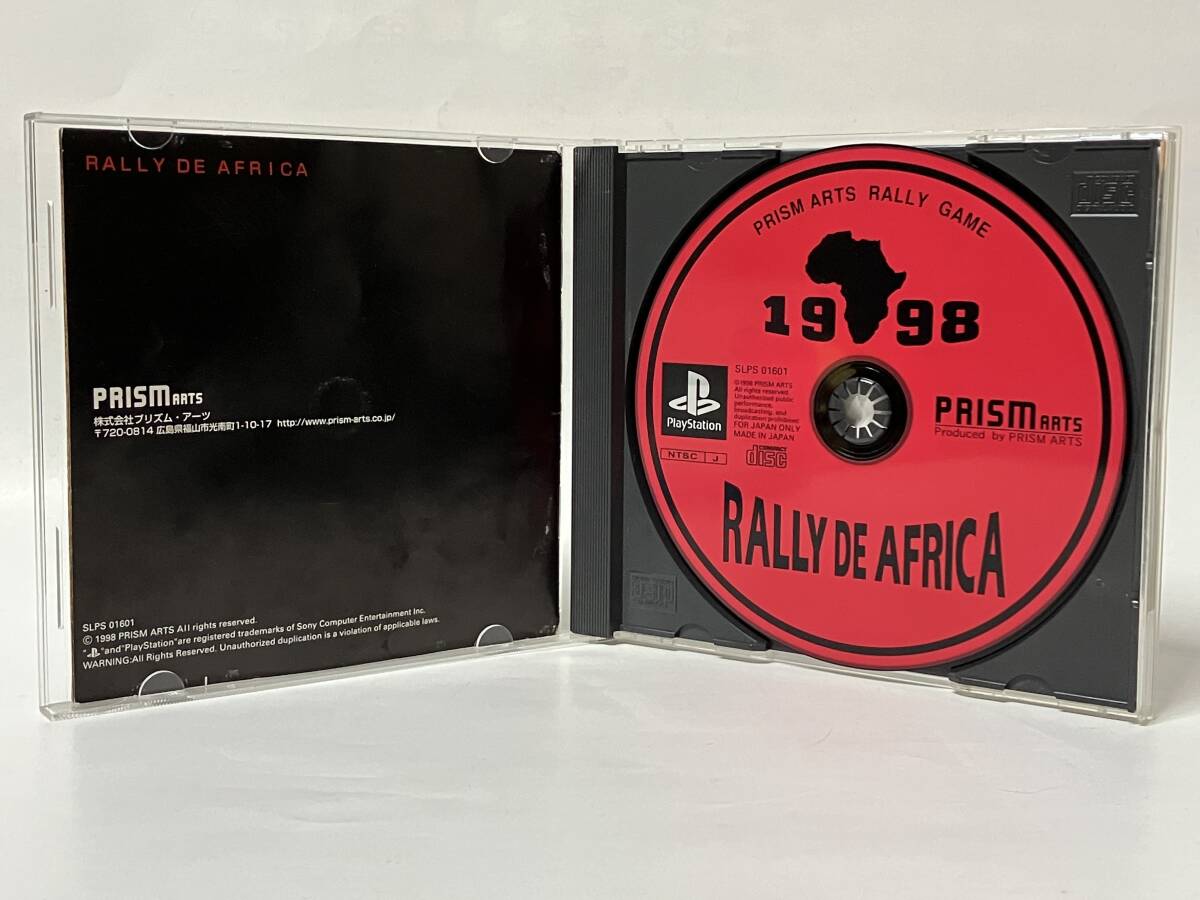 RALLY DE AFRICA
PRISM ARTS
株式会社プリズム・アーツ
〒720-0814 広島県福山市光南町1-10-17 http://www.prism-arts.co.jp/
SLPS 01601
© 1998 PRISM ARTS All rights reserved.
"and "PlayStation"are registered trademarks of Sony Computer Entertainment Inc.
WARNING:All Rights Reserved. Unauthorized duplication is a violation of applicable laws.
PRISM ARTS RALLY GAME
1998
SLPS 01601
©1998 PRISM ARTS
All rights reserved.
Unauthorized public
performance,
broadcasting, and
duplication prohibited.
FOR JAPAN ONLY
MADE IN JAPAN
PlayStation
NTSC J
COMPACT
disc
PRISM ARTS
Produced by PRISM ARTS
RALLY DE AFRICA